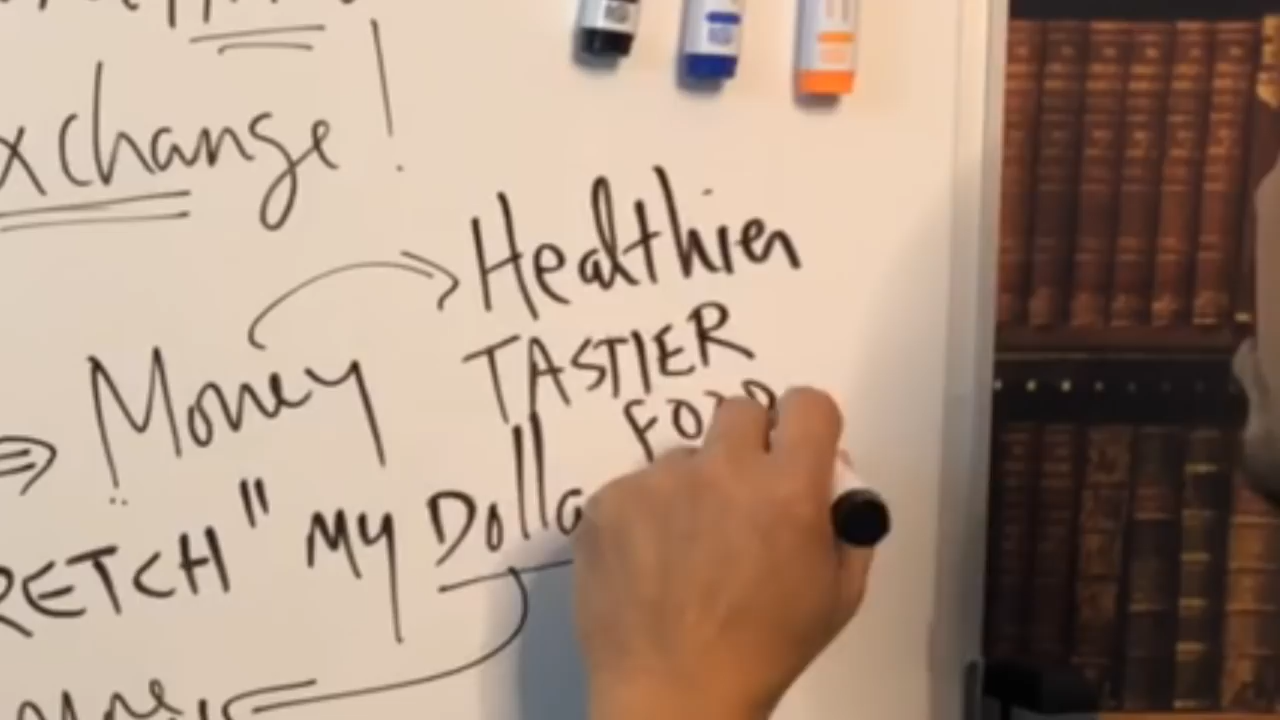 xchange!
Healthier
Money
TASTIER
FOOD
RETCH" My Dolla